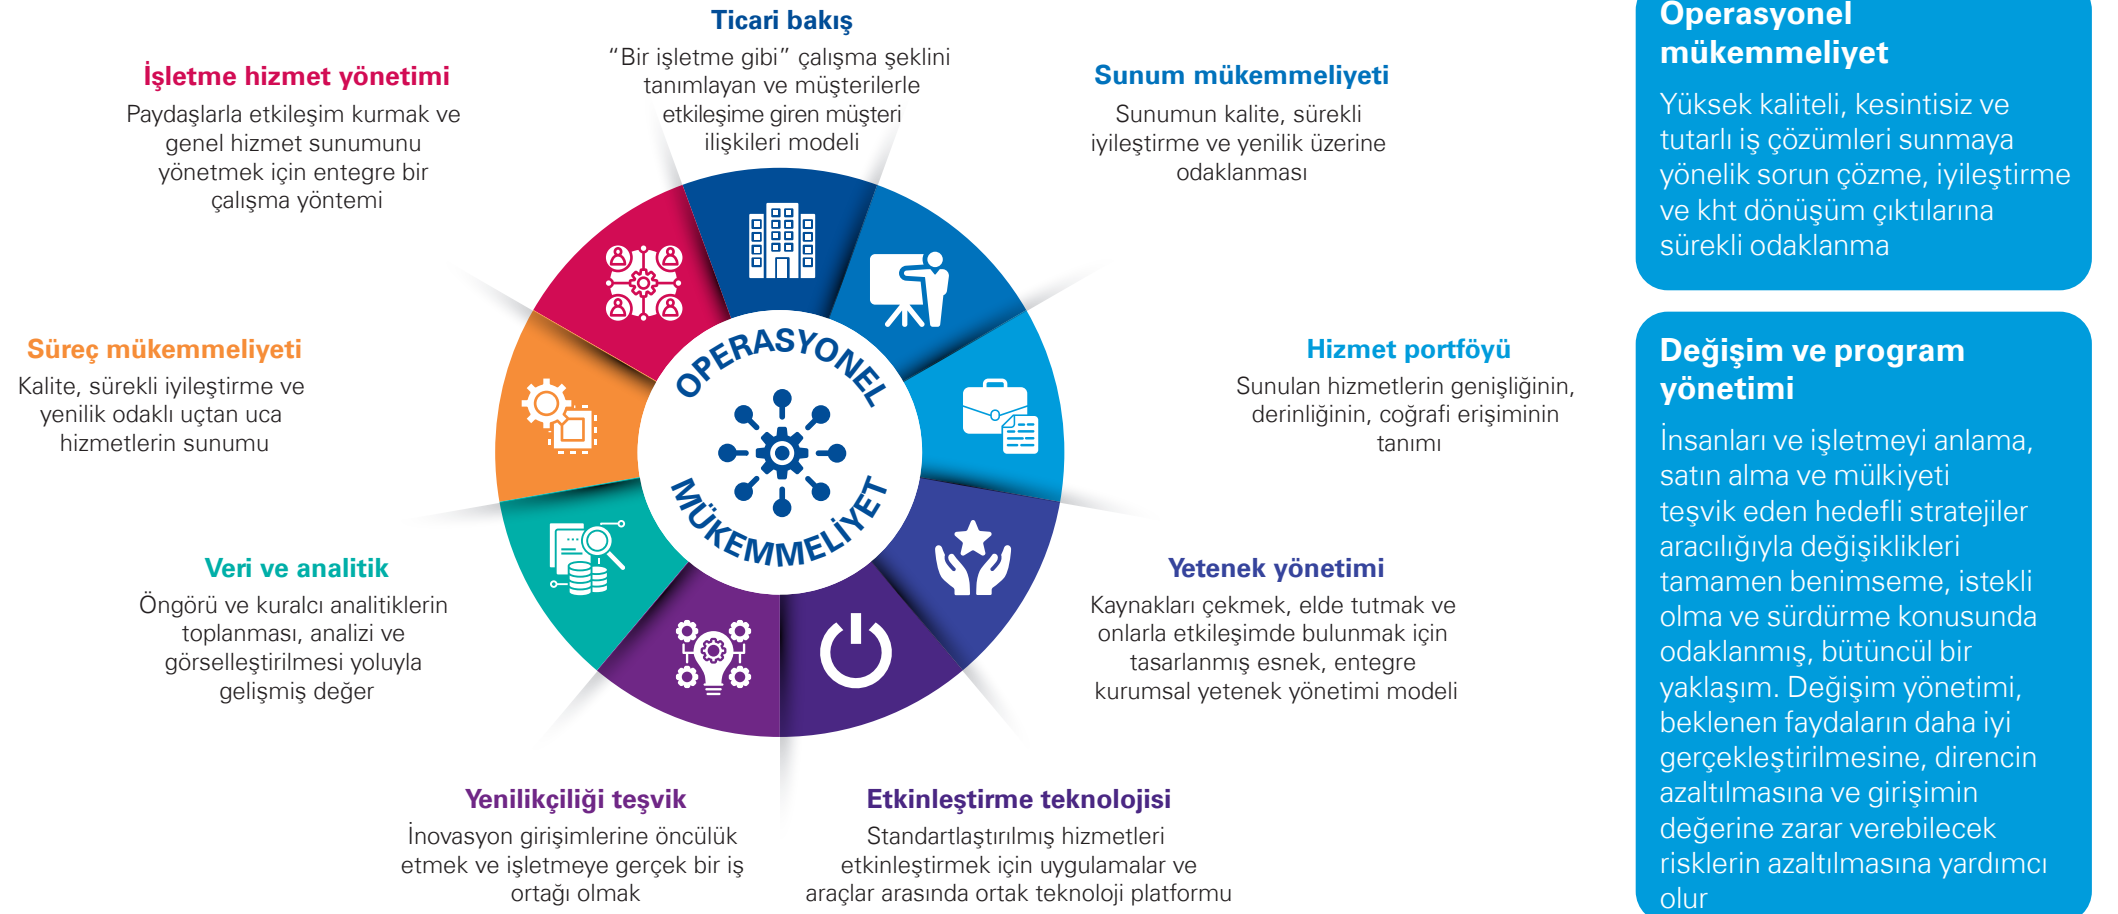 Ticari bakış
“Bir işletme gibi” çalışma şeklini
tanımlayan ve müşterilerle
etkileşime giren müşteri
ilişkileri modeli
İşletme hizmet yönetimi
Paydaşlarla etkileşim kurmak ve
genel hizmet sunumunu
yönetmek için entegre bir
çalışma yöntemi
Sunum mükemmeliyeti
Sunumun kalite, sürekli
iyileştirme ve yenilik üzerine
odaklanması
Süreç mükemmeliyeti
Kalite, sürekli iyileştirme ve
yenilik odaklı uçtan uca
hizmetlerin sunumu
OPERASYONEL
MÜKEMMELİYET
Hizmet portföyü
Sunulan hizmetlerin genişliğinin,
derinliğinin, coğrafi erişiminin
tanımı
Veri ve analitik
Öngörü ve kuralcı analitiklerin
toplanması, analizi ve
görselleştirilmesi yoluyla
gelişmiş değer
Yetenek yönetimi
Kaynakları çekmek, elde tutmak ve
onlarla etkileşimde bulunmak için
tasarlanmış esnek, entegre
kurumsal yetenek yönetimi modeli
Yenilikçiliği teşvik
İnovasyon girişimlerine öncülük
etmek ve işletmeye gerçek bir iş
ortağı olmak
Etkinleştirme teknolojisi
Standartlaştırılmış hizmetleri
etkinleştirmek için uygulamalar ve
araçlar arasında ortak teknoloji platformu
Operasyonel
mükemmeliyet
Yüksek kaliteli, kesintisiz ve
tutarlı iş çözümleri sunmaya
yönelik sorun çözme, iyileştirme
ve kht dönüşüm çıktılarına
sürekli odaklanma
Değişim ve program
yönetimi
İnsanları ve işletmeyi anlama,
satın alma ve mülkiyeti
teşvik eden hedefli stratejiler
aracılığıyla değişiklikleri
tamamen benimseme, istekli
olma ve sürdürme konusunda
odaklanmış, bütüncül bir
yaklaşım. Değişim yönetimi,
beklenen faydaların daha iyi
gerçekleştirilmesine, direncin
azaltılmasına ve girişimin
değerine zarar verebilecek
risklerin azaltılmasına yardımcı
olur